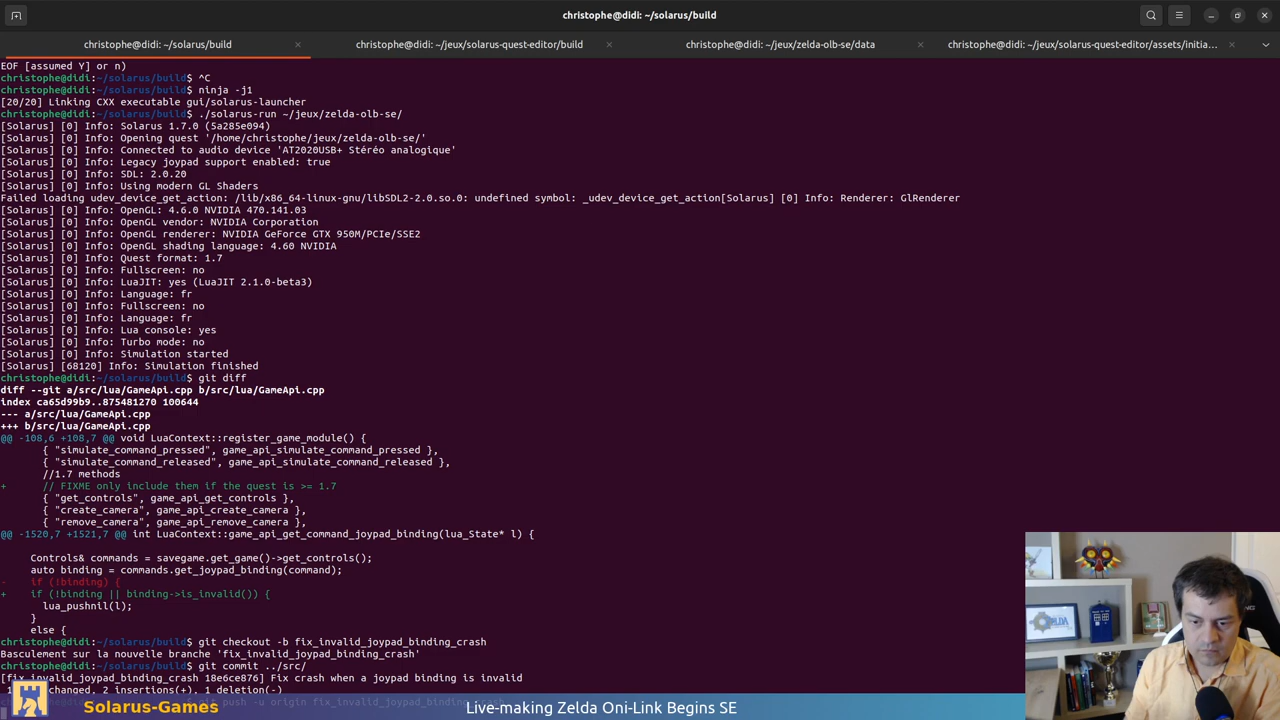 christophe@didi: ~/solarus/build
christophe@didi: ~/solarus/build
christophe@didi: ~/jeux/solarus-quest-editor/build
christophe@didi: ~/jeux/zelda-olb-se/data
christophe@didi: ~/jeux/solarus-quest-editor/assets/initia...
EOF [assumed Y] or n)
christophe@didi:~/solarus/build$ ^C
christophe@didi:~/solarus/build$ ninja -j1
[20/20] Linking CXX executable gui/solarus-launcher
christophe@didi:~/solarus/build$ ./solarus-run ~/jeux/zelda-olb-se/
[Solarus] [0] Info: Solarus 1.7.0 (5a285e094)
[Solarus] [0] Info: Opening quest '/home/christophe/jeux/zelda-olb-se/'
[Solarus] [0] Info: Connected to audio device 'AT2020USB+ Stéréo analogique'
[Solarus] [0] Info: Legacy joypad support enabled: true
[Solarus] [0] Info: SDL: 2.0.20
[Solarus] [0] Info: Using modern GL Shaders
Failed loading udev_device_get_action: /lib/x86_64-linux-gnu/libSDL2-2.0.so.0: undefined symbol: _udev_device_get_action[Solarus] [0] Info: Renderer: GlRenderer
[Solarus] [0] Info: OpenGL: 4.6.0 NVIDIA 470.141.03
[Solarus] [0] Info: OpenGL vendor: NVIDIA Corporation
[Solarus] [0] Info: OpenGL renderer: NVIDIA GeForce GTX 950M/PCIe/SSE2
[Solarus] [0] Info: OpenGL shading language: 4.60 NVIDIA
[Solarus] [0] Info: Quest format: 1.7
[Solarus] [0] Info: Fullscreen: no
[Solarus] [0] Info: LuaJIT: yes (LuaJIT 2.1.0-beta3)
[Solarus] [0] Info: Language: fr
[Solarus] [0] Info: Fullscreen: no
[Solarus] [0] Info: Language: fr
[Solarus] [0] Info: Lua console: yes
[Solarus] [0] Info: Turbo mode: no
[Solarus] [0] Info: Simulation started
[Solarus] [68120] Info: Simulation finished
christophe@didi:~/solarus/build$ git diff
diff --git a/src/lua/GameApi.cpp b/src/lua/GameApi.cpp
index ca65d99b9..875481270 100644
--- a/src/lua/GameApi.cpp
+++ b/src/lua/GameApi.cpp
@@ -108,6 +108,7 @@ void LuaContext::register_game_module() {
{ "simulate_command_pressed", game_api_simulate_command_pressed },
{ "simulate_command_released", game_api_simulate_command_released },
//1.7 methods
+ // FIXME only include them if the quest is >= 1.7
{ "get_controls", game_api_get_controls },
{ "create_camera", game_api_create_camera },
{ "remove_camera", game_api_remove_camera },
@@ -1520,7 +1521,7 @@ int LuaContext::game_api_get_command_joypad_binding(lua_State* l) {
Controls& commands = savegame.get_game()->get_controls();
auto binding = commands.get_joypad_binding(command);
- if (!binding) {
+ if (!binding || binding->is_invalid()) {
lua_pushnil(l);
}
else {
christophe@didi:~/solarus/build$ git checkout -b fix_invalid_joypad_binding_crash
Basculement sur la nouvelle branche 'fix_invalid_joypad_binding_crash'
christophe@didi:~/solarus/build$ git commit ../src/
[fix_invalid_joypad_binding_crash 18e6ce876] Fix crash when a joypad binding is invalid
changed, 2 insertions(+), 1 deletion(-)
git push -u origin fix_invalid_joypad_binding_crash
Solarus-Games
Live-making Zelda Oni-Link Begins SE